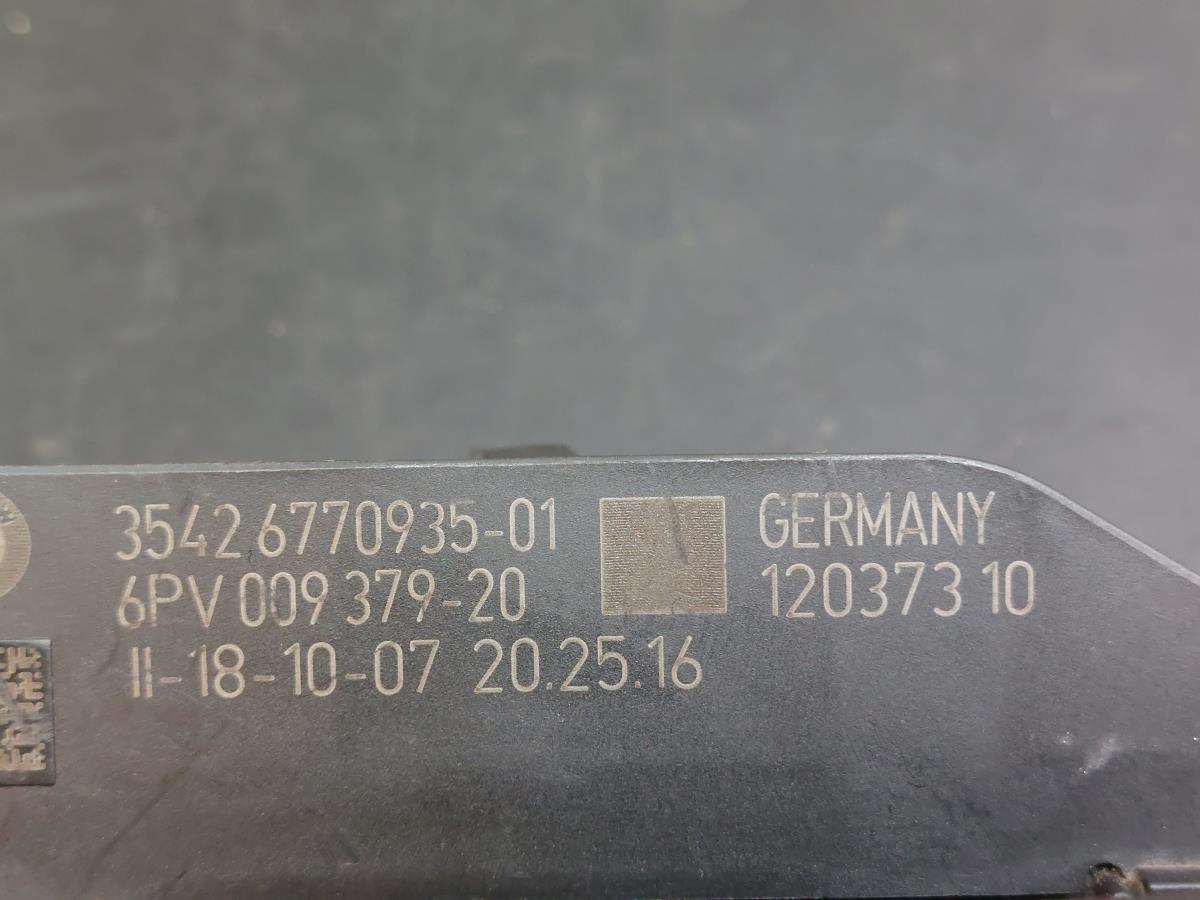 3542 6770935-01
GERMANY
6PV 009 379-20
120373 10
II-18-10-07 20.25.16